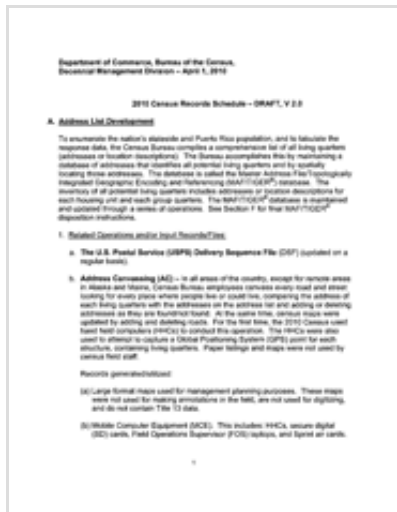 Department of Commerce, Bureau of the Census,
Decennial Management Division – April 1, 2010
2010 Census Records Schedule – DRAFT, V 2.0
A. Address List Development
To enumerate the nation's stateside and Puerto Rico population, and to tabulate the
response data, the Census Bureau compiles a comprehensive list of all living quarters
(addresses or location descriptions). The Bureau accomplishes this by maintaining a
database of addresses that identifies all potential living quarters and by spatially
locating those addresses. The database is called the Master Address File/Topologically
Integrated Geographic Encoding and Referencing (MAF/TIGER®) database. The
inventory of all potential living quarters includes addresses or location descriptions for
each housing unit and each group quarters. The MAF/TIGER® database is maintained
and updated through a series of operations. See Section F for final MAF/TIGER®
disposition instructions.
1. Related Operations and/or Input Records/Files:
a. The U.S. Postal Service (USPS) Delivery Sequence File (DSF) (updated on a
regular basis).
b. Address Canvassing (AC) – In all areas of the country, except for remote areas
in Alaska and Maine, Census Bureau employees canvass every road and street
looking for every place where people live or could live, comparing the address of
each living quarters with the addresses on the address list and adding or deleting
addresses as they are found/not found. At the same time, census maps were
updated by adding and deleting roads. For the first time, the 2010 Census used
hand held computers (HHCs) to conduct this operation. The HHCs were also
used to attempt to capture a Global Positioning System (GPS) point for each
structure, containing living quarters. Paper listings and maps were not used by
census field staff.
Records generated/utilized:
(a) Large format maps used for management planning purposes. These maps
were not used for making annotations in the field, are not used for digitizing,
and do not contain Title 13 data.
(b) Mobile Computer Equipment (MCE). This includes: HHCs, secure digital
(SD) cards, Field Operations Supervisor (FOS) laptops, and Sprint air cards.
1